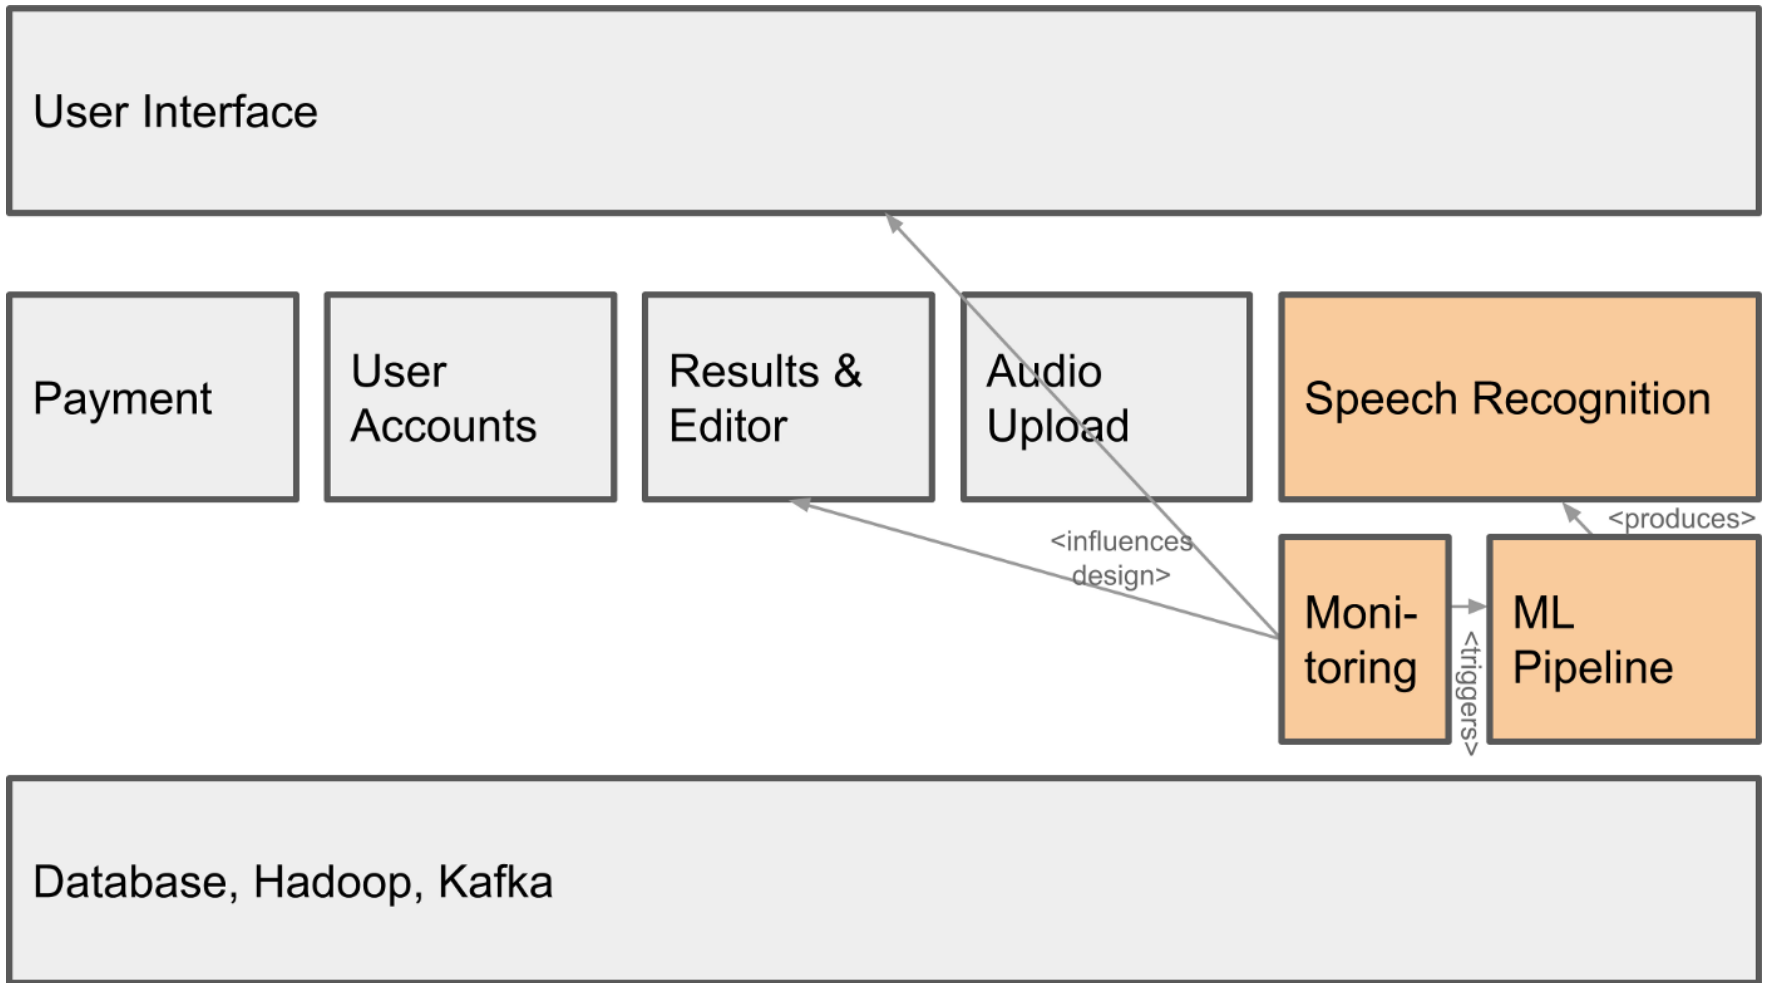 User Interface
Payment
User
Accounts
Results &
Editor
Audio
Upload
Speech Recognition
<produces>
<influences
design>
Moni-
toring
<triggers>
ML
Pipeline
Database, Hadoop, Kafka